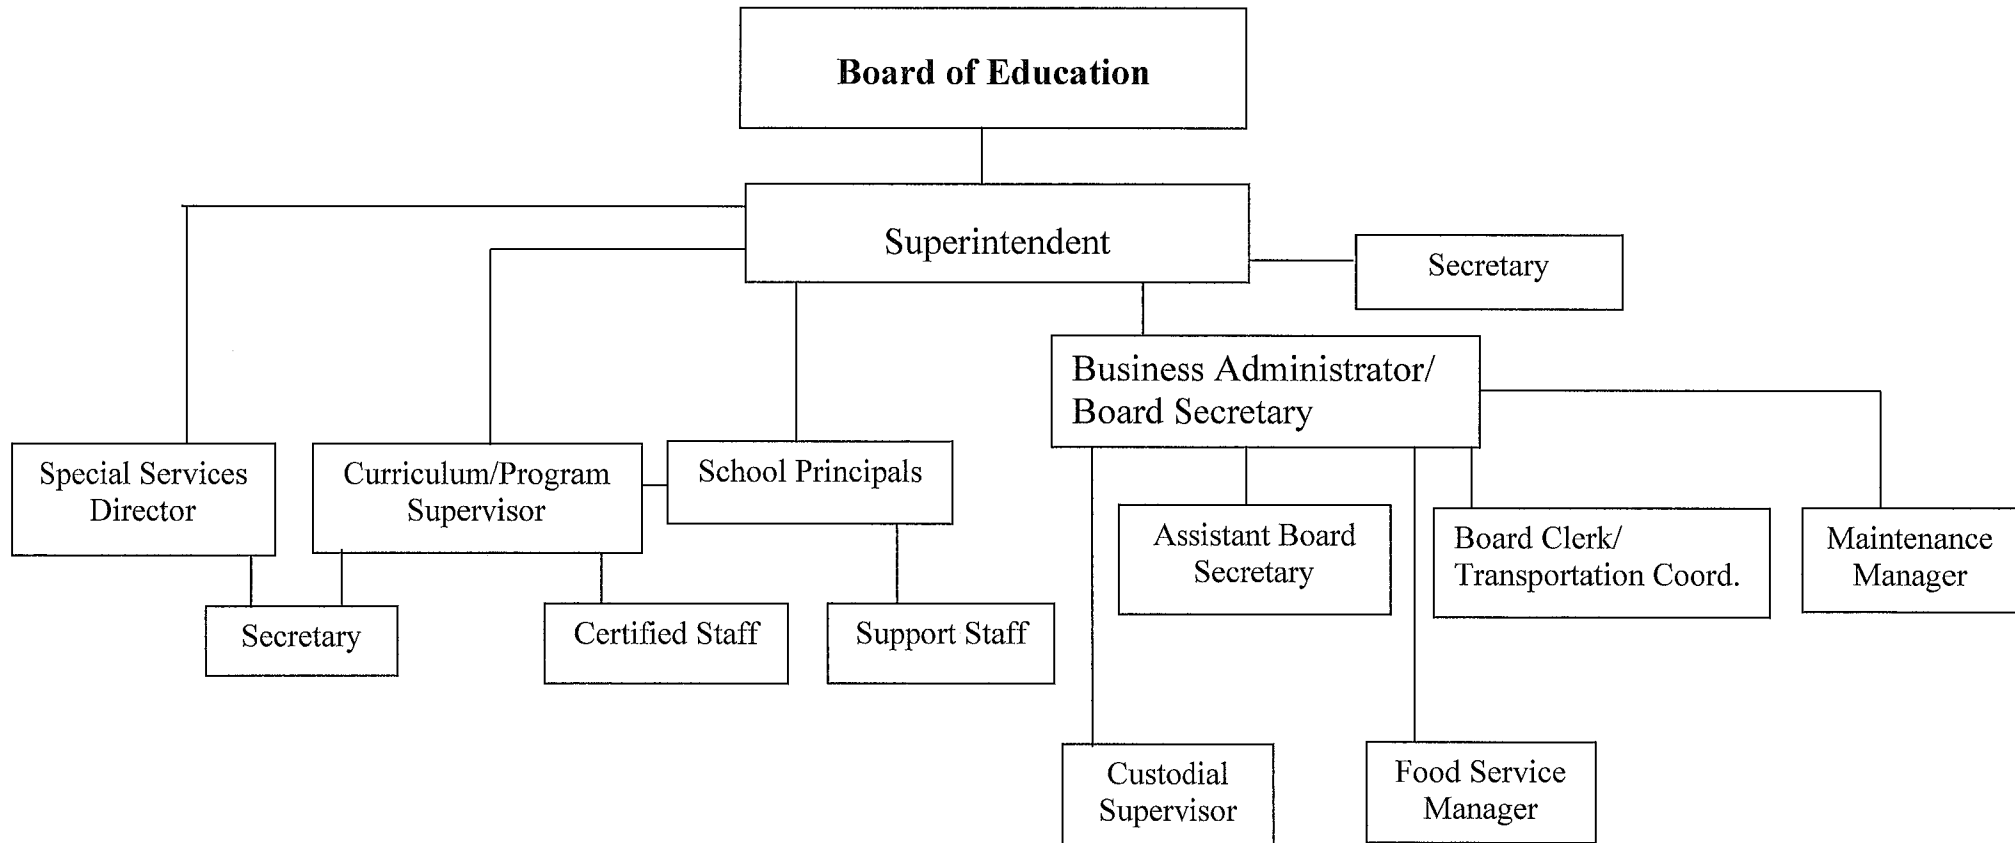 Board of Education
Superintendent
Secretary
Business Administrator/
Board Secretary
Special Services
Director
Curriculum/Program
Supervisor
School Principals
Assistant Board
Secretary
Board Clerk/
Transportation Coord.
Maintenance
Manager
Secretary
Certified Staff
Support Staff
Custodial
Supervisor
Food Service
Manager